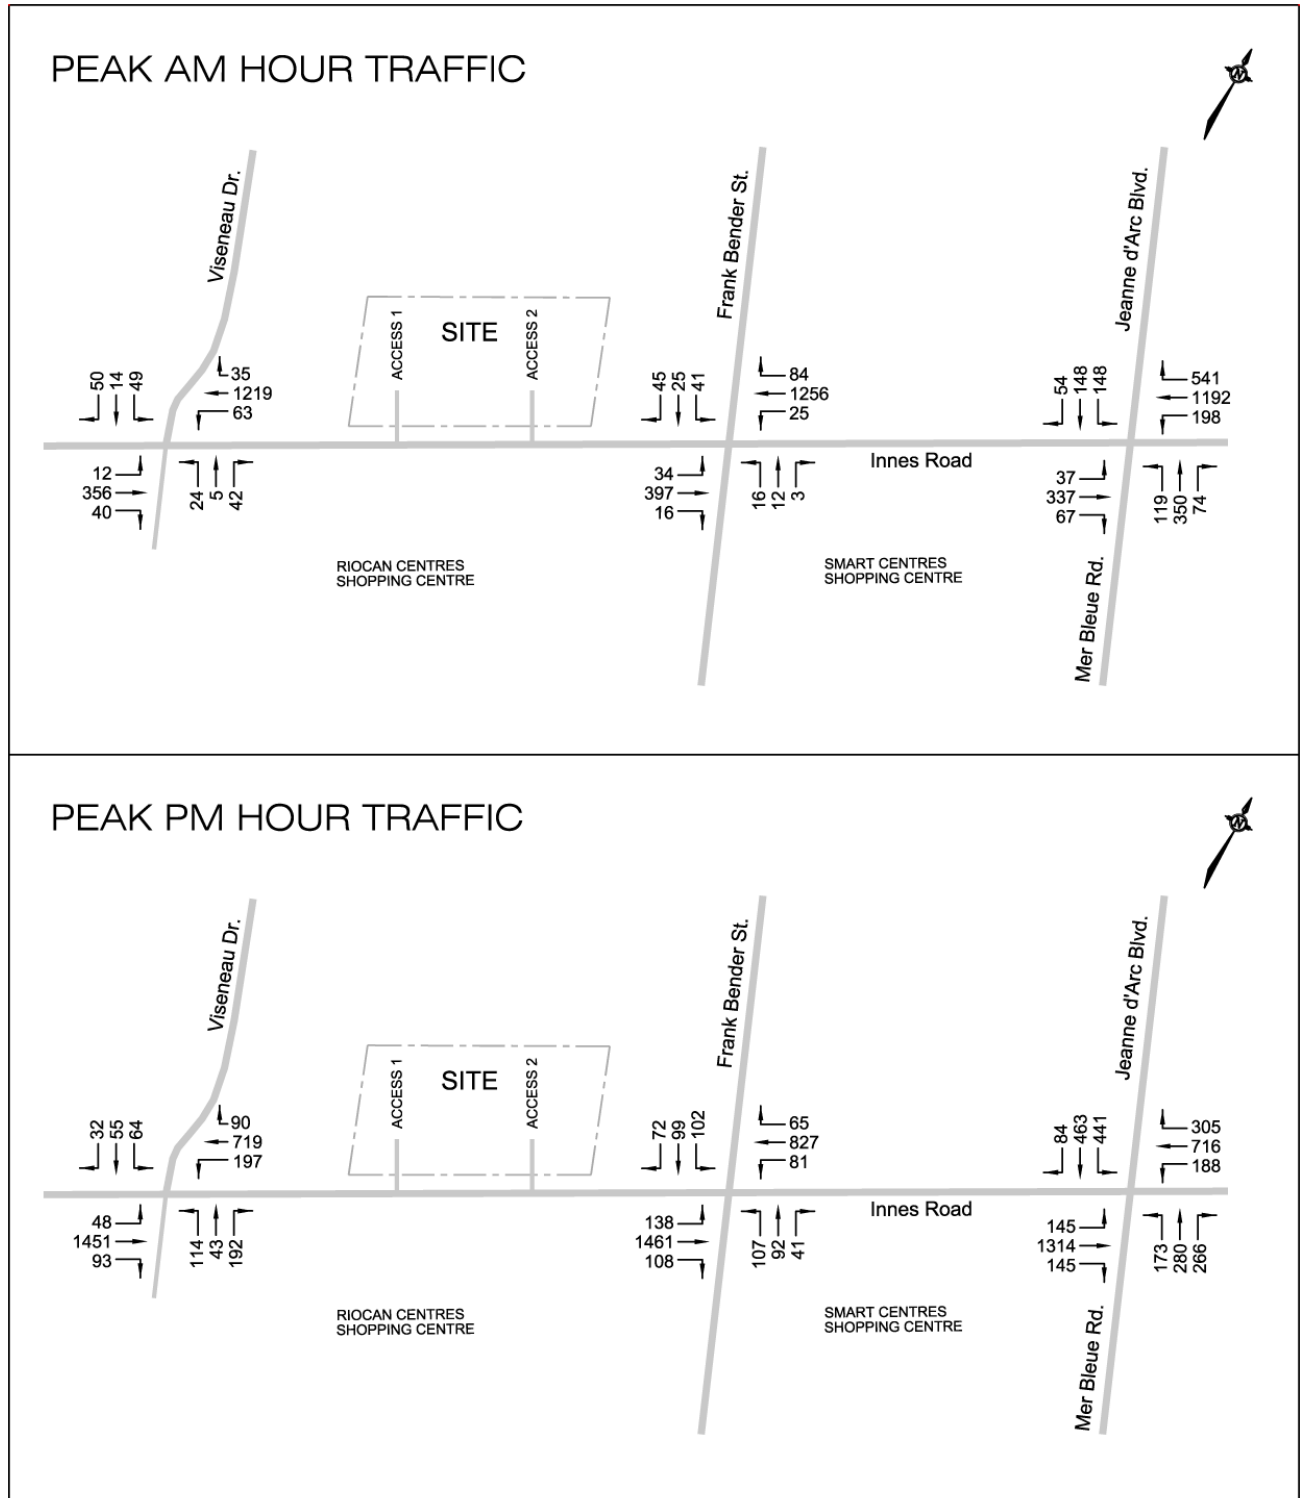 PEAK AM HOUR TRAFFIC
N
Viseneau Dr.
Frank Bender St.
Jeanne d'Arc Blvd.
ACCESS 1
SITE
ACCESS 2
50
14
49
35
1219
63
45
25
41
84
1256
25
54
148
148
541
1192
198
Innes Road
12
356
40
24
5
42
34
397
16
16
12
3
37
337
67
119
350
74
RIOCAN CENTRES
SHOPPING CENTRE
SMART CENTRES
SHOPPING CENTRE
Mer Bleue Rd.
PEAK PM HOUR TRAFFIC
N
Viseneau Dr.
Frank Bender St.
Jeanne d'Arc Blvd.
ACCESS 1
SITE
ACCESS 2
32
55
64
90
719
197
72
99
102
65
827
81
84
463
441
305
716
188
Innes Road
48
1451
93
114
43
192
138
1461
108
107
92
41
145
1314
145
173
280
266
RIOCAN CENTRES
SHOPPING CENTRE
SMART CENTRES
SHOPPING CENTRE
Mer Bleue Rd.